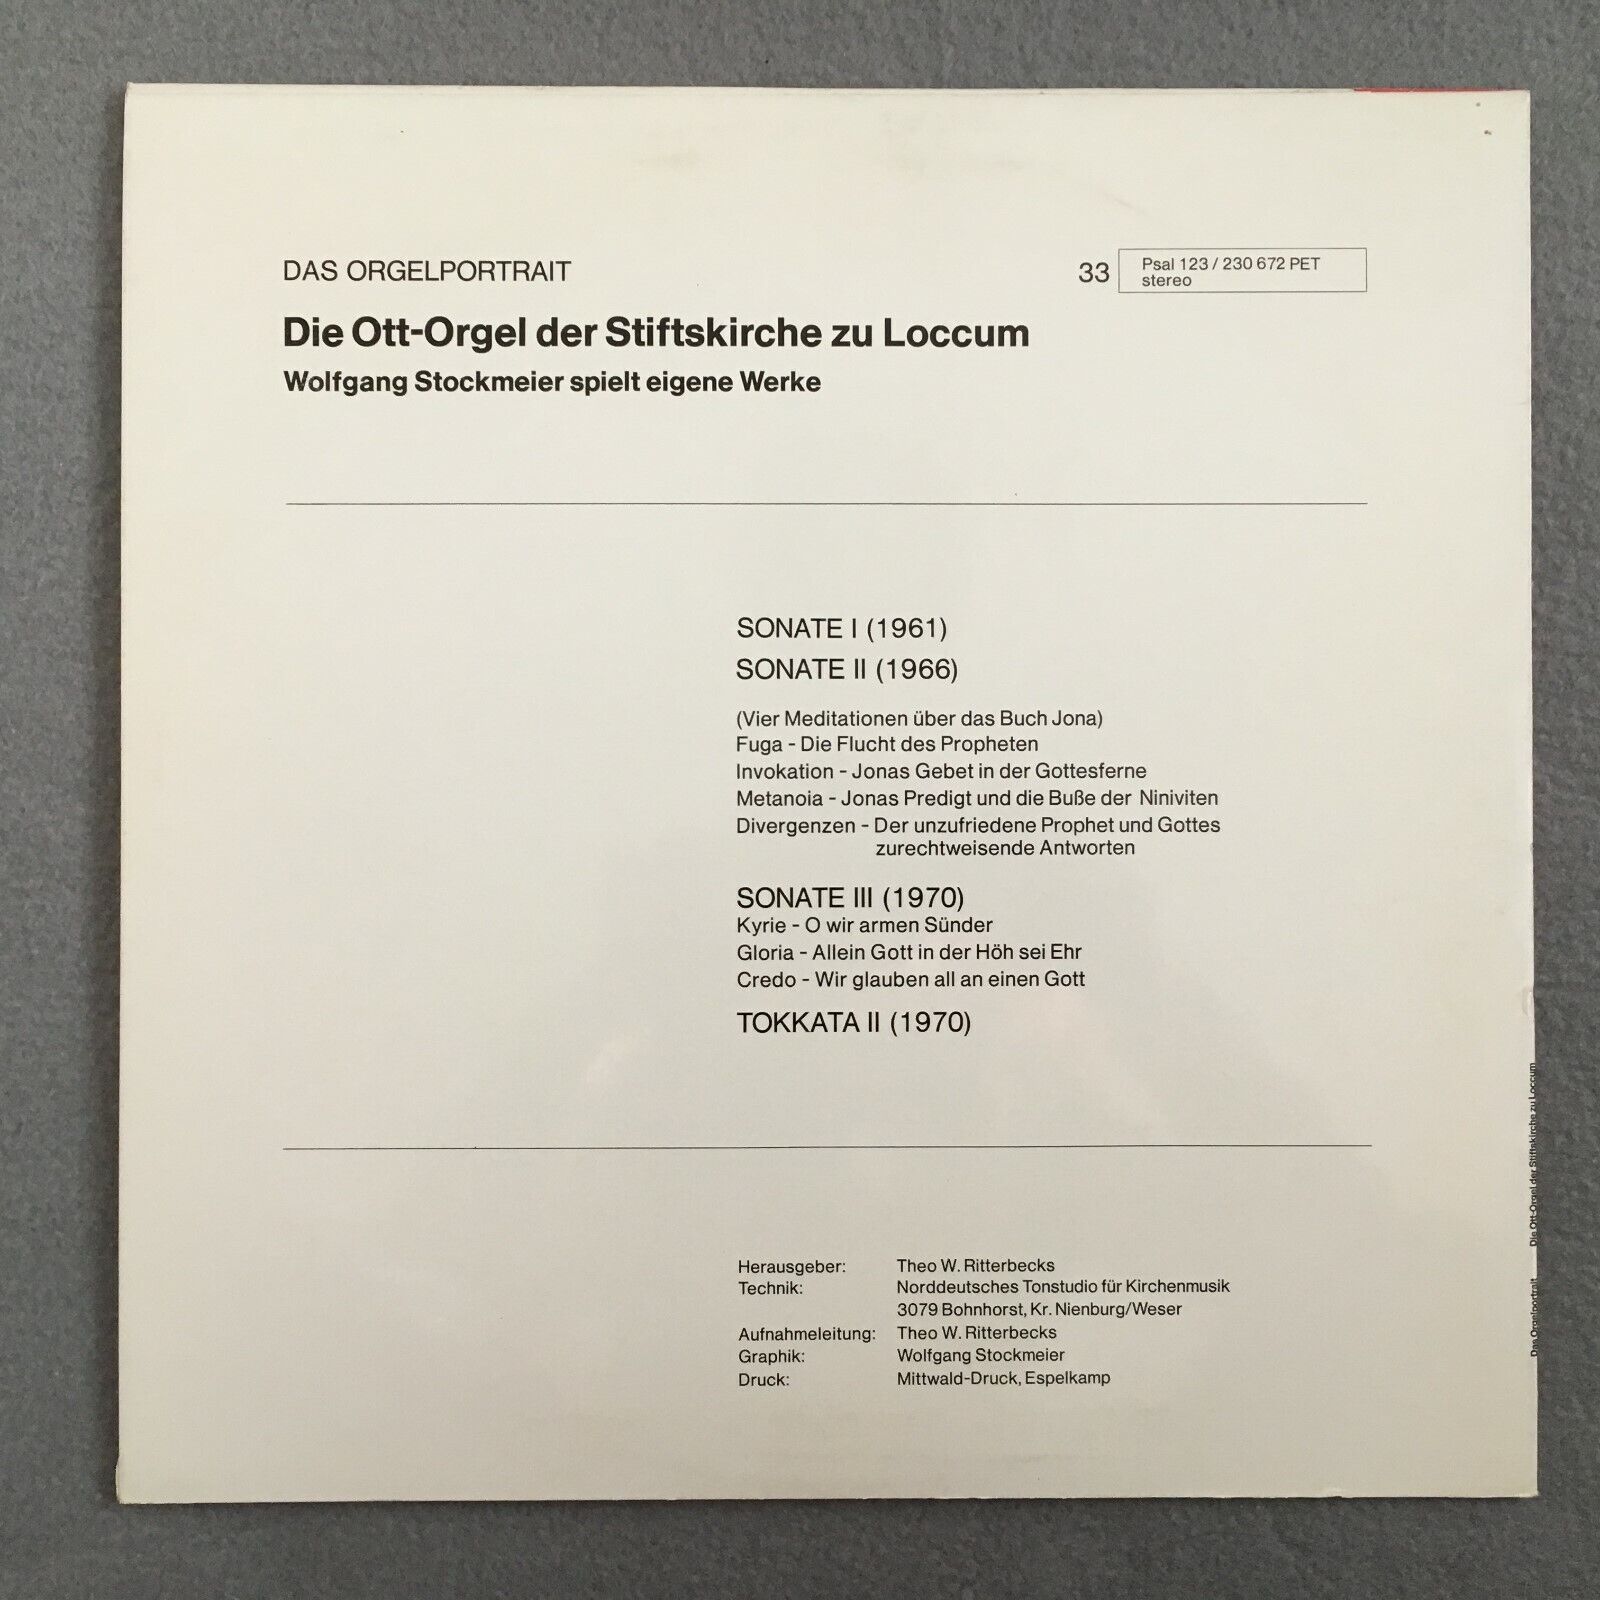 DAS ORGELPORTRAIT
33
Psal 123 / 230 672 PET
stereo
Die Ott-Orgel der Stiftskirche zu Loccum
Wolfgang Stockmeier spielt eigene Werke
SONATE I (1961)
SONATE II (1966)
(Vier Meditationen über das Buch Jona)
Fuga - Die Flucht des Propheten
Invokation - Jonas Gebet in der Gottesferne
Metanoia - Jonas Predigt und die Buße der Niniviten
Divergenzen - Der unzufriedene Prophet und Gottes
zurechtweisende Antworten
SONATE III (1970)
Kyrie - O wir armen Sünder
Gloria - Allein Gott in der Höh sei Ehr
Credo - Wir glauben all an einen Gott
TOKKATA II (1970)
Herausgeber: Theo W. Ritterbecks
Technik: Norddeutsches Tonstudio für Kirchenmusik
3079 Bohnhorst, Kr. Nienburg/Weser
Aufnahmeleitung: Theo W. Ritterbecks
Graphik: Wolfgang Stockmeier
Druck: Mittwald-Druck, Espelkamp
Das Orgelportrait Die Ott-Orgel der Stiftskirche zu Loccum